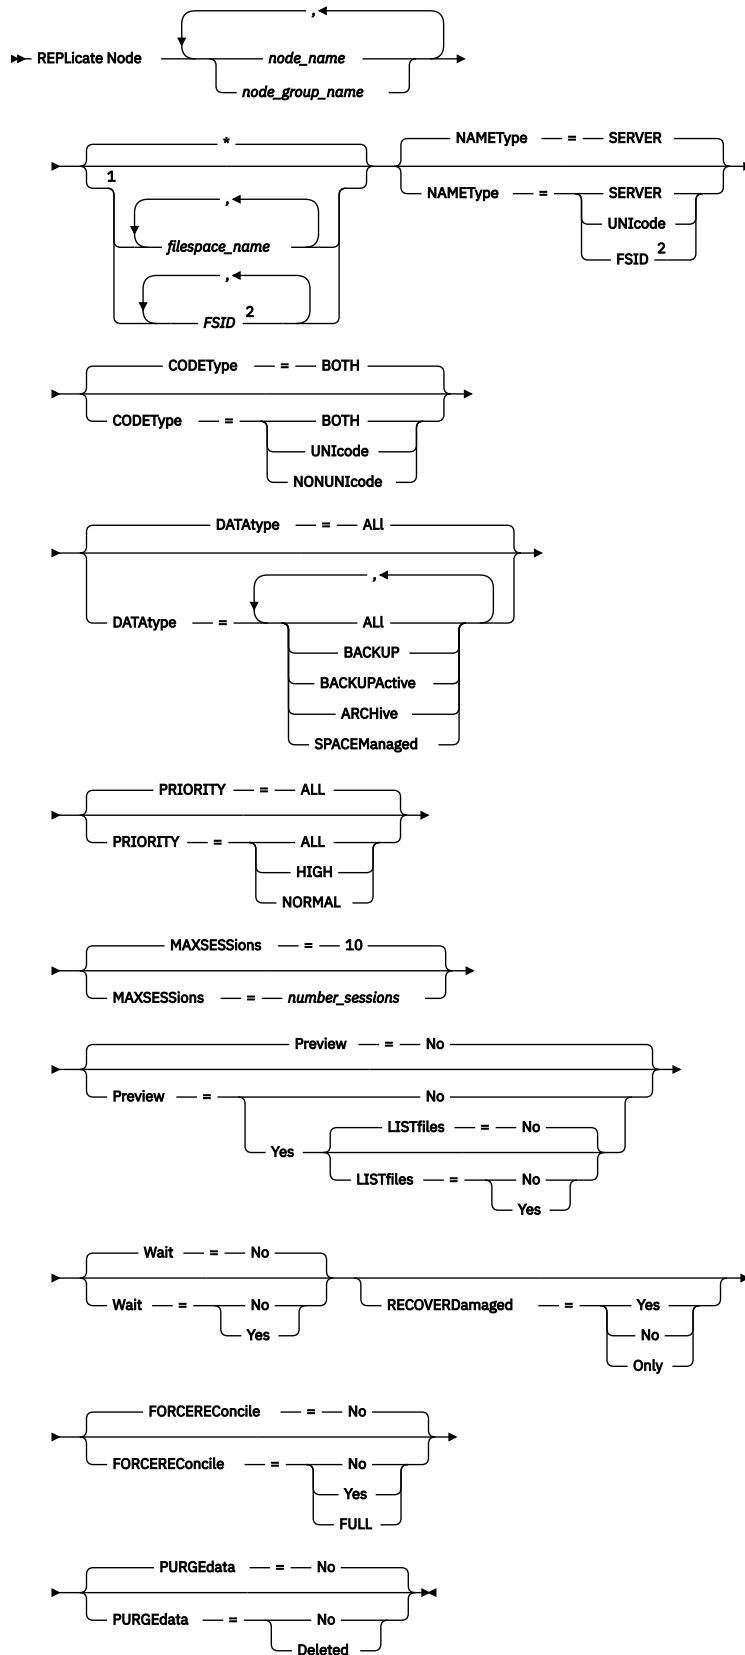 ,
REPLicate Node node_name
node_group_name
*
1
,
filespace_name
,
FSID 2
NAMEType = SERVER
NAMEType = SERVER
UNIcode
FSID 2
CODEType = BOTH
CODEType = BOTH
UNIcode
NONUNIcode
DATAtype = ALl
,
DATAtype = ALl
BACKUP
BACKUPActive
ARCHive
SPACEManaged
PRIORITY = ALL
PRIORITY = ALL
HIGH
NORMAL
MAXSESSions = 10
MAXSESSions = number_sessions
Preview = No
Preview = No
Yes LISTfiles = No
LISTfiles = No
Yes
Wait = No
Wait = No
Yes
RECOVERDamaged = Yes
No
Only
FORCEREConcile = No
FORCEREConcile = No
Yes
FULL
PURGEdata = No
PURGEdata = No
Deleted